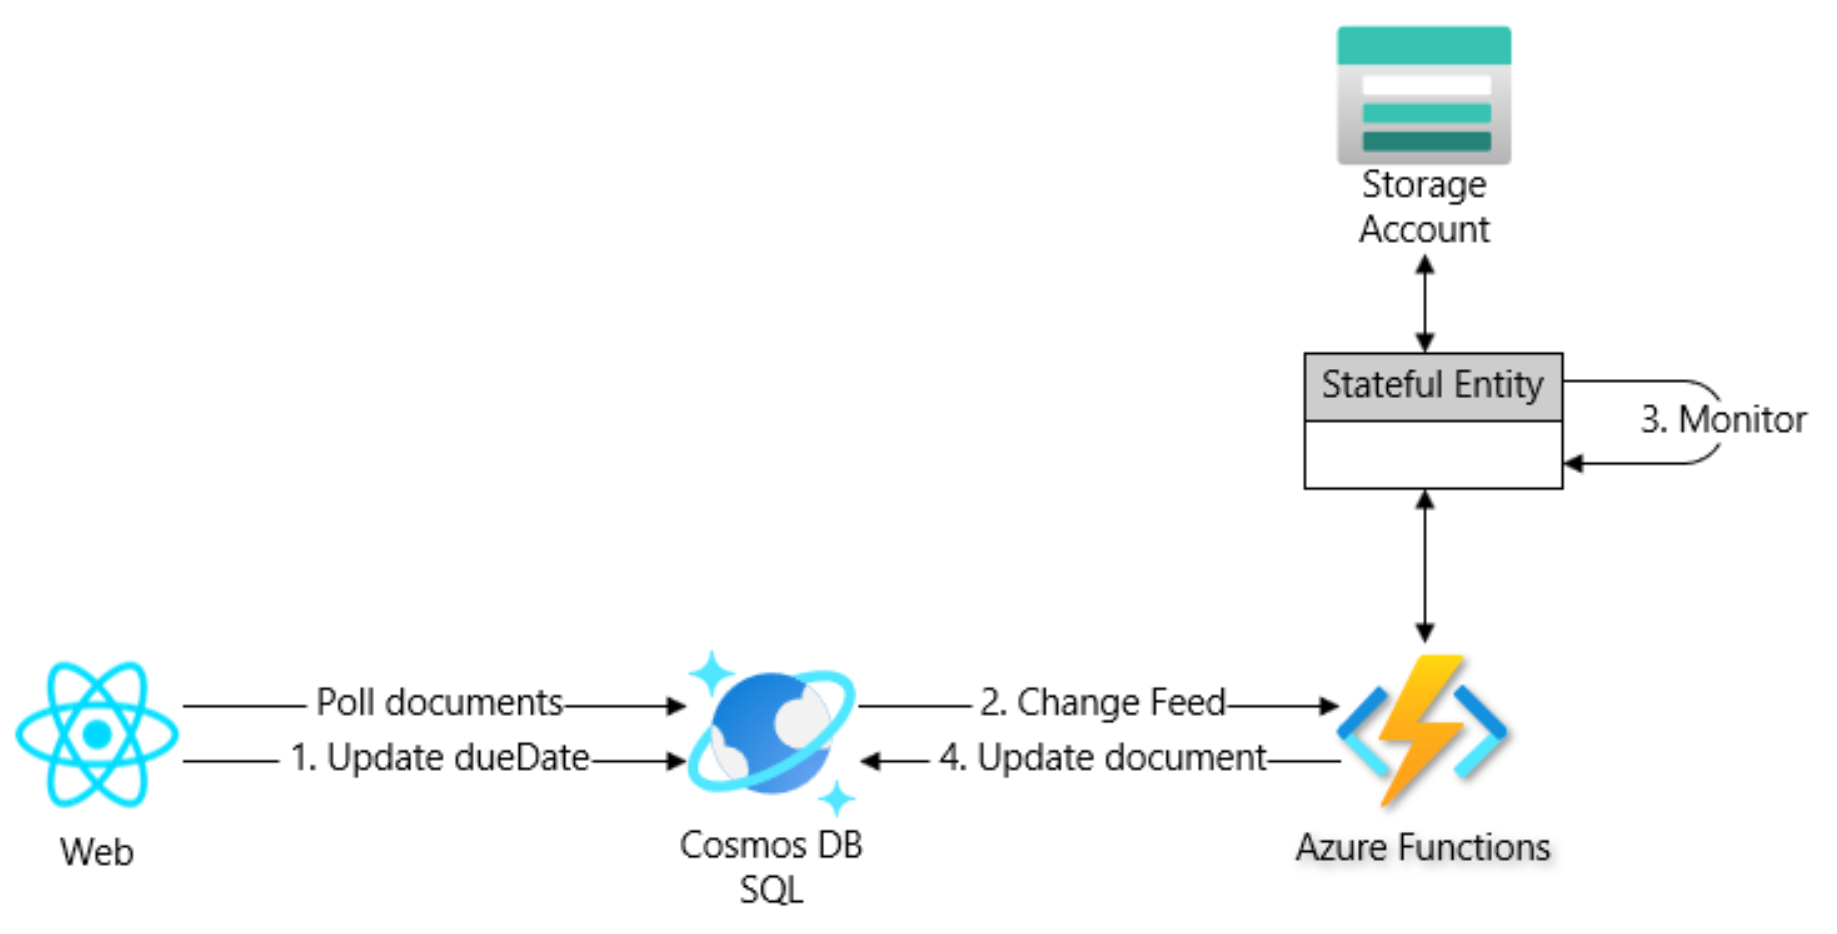 Storage
Account
Stateful Entity
3. Monitor
Poll documents
2. Change Feed
1. Update dueDate
4. Update document
Web
Cosmos DB
SQL
Azure Functions